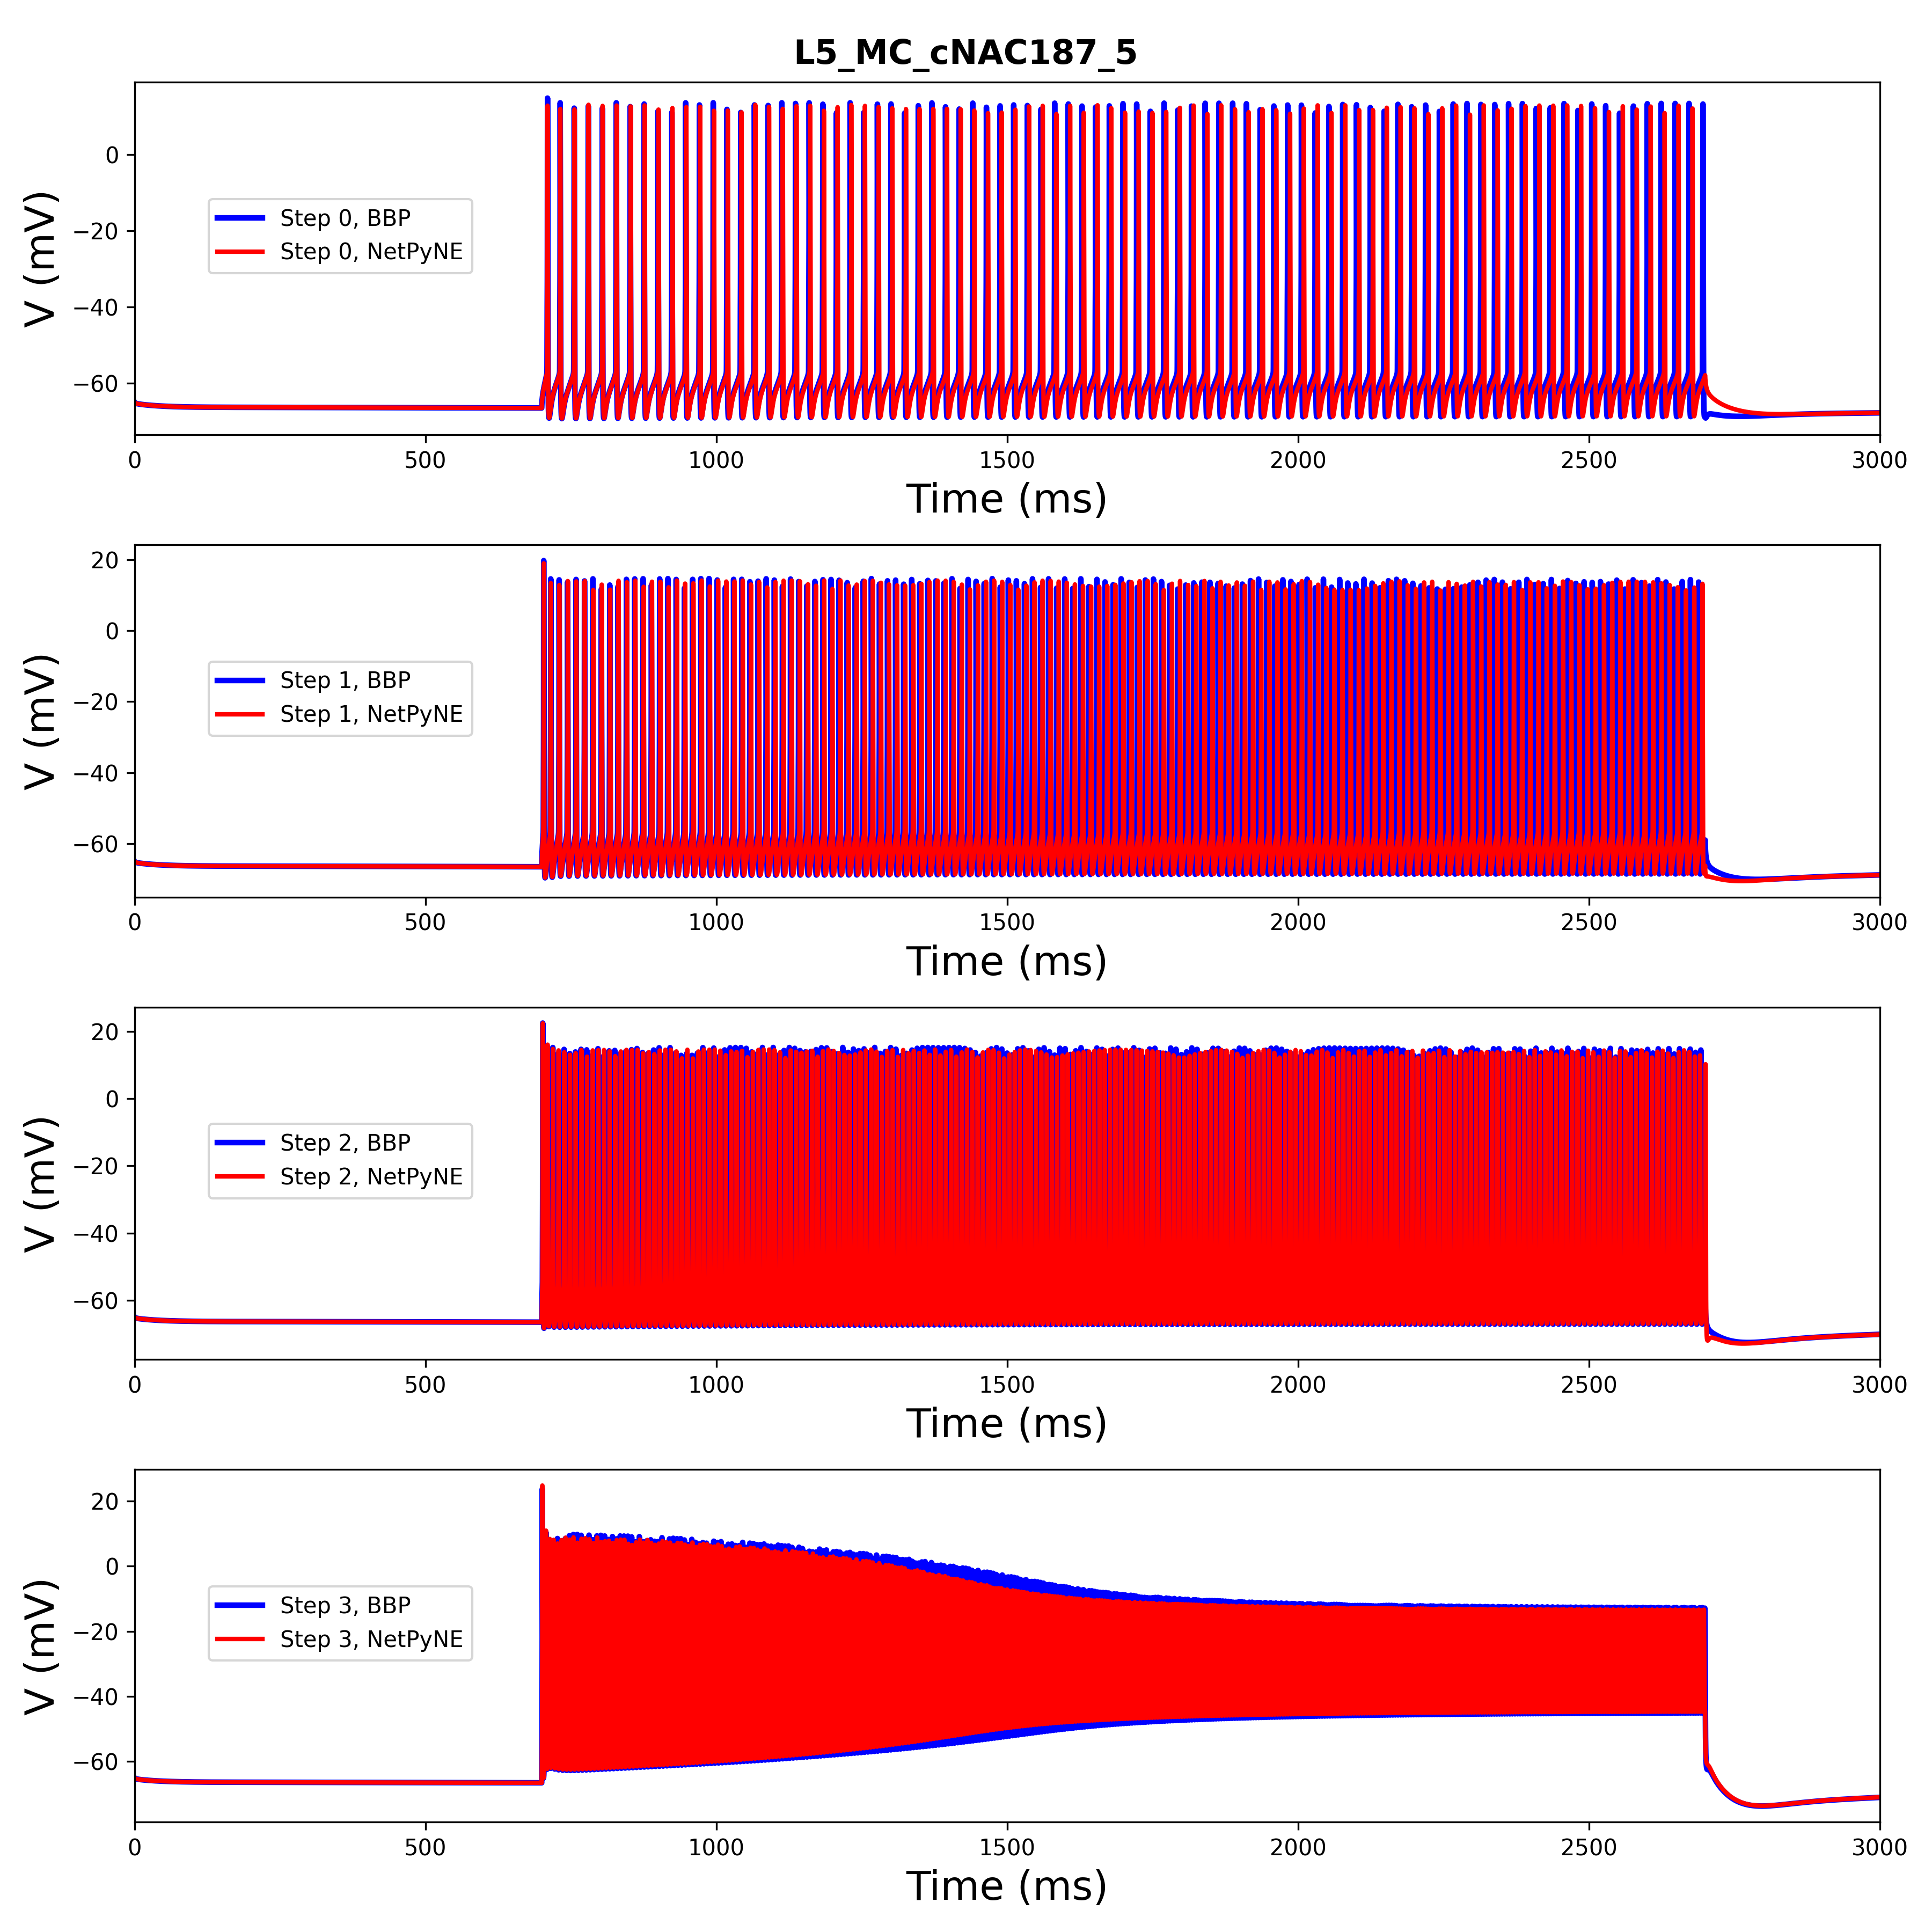 L5_MC_cNAC187_5
V (mV)
0
−20
−40
−60
Step 0, BBP
Step 0, NetPyNE
0 500 1000 1500 2000 2500 3000
Time (ms)
V (mV)
20
0
−20
−40
−60
Step 1, BBP
Step 1, NetPyNE
0 500 1000 1500 2000 2500 3000
Time (ms)
V (mV)
20
0
−20
−40
−60
Step 2, BBP
Step 2, NetPyNE
0 500 1000 1500 2000 2500 3000
Time (ms)
V (mV)
20
0
−20
−40
−60
Step 3, BBP
Step 3, NetPyNE
0 500 1000 1500 2000 2500 3000
Time (ms)